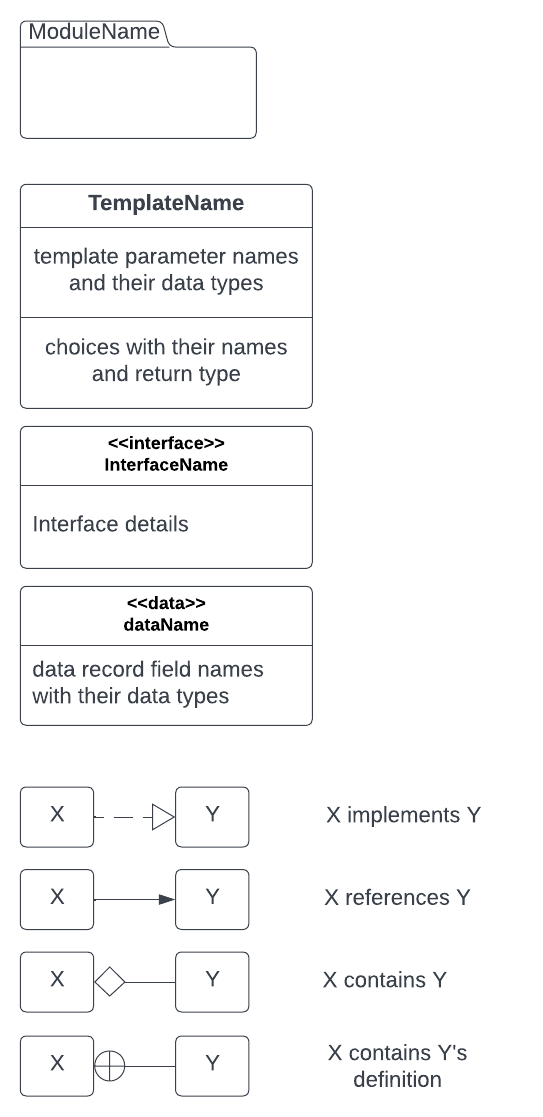 ModuleName
TemplateName
template parameter names
and their data types
choices with their names
and return type
<<interface>>
InterfaceName
Interface details
<<data>>
dataName
data record field names
with their data types
X Y X implements Y
X Y X references Y
X Y X contains Y
X Y X contains Y's
definition